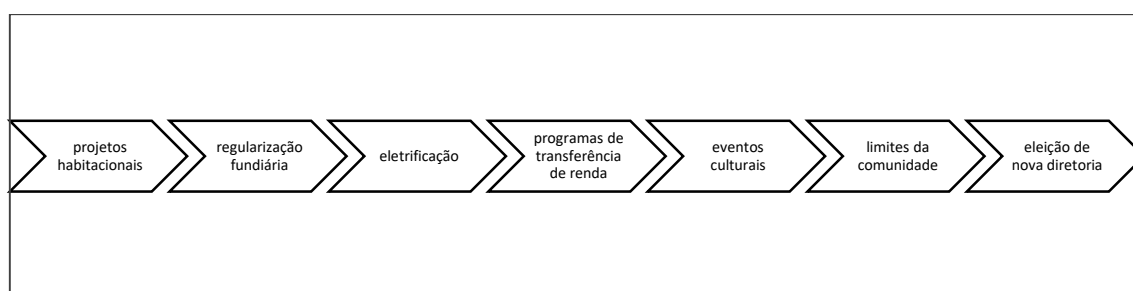 projetos
habitacionais
regularização
fundiária
eletrificação
programas de
transferência
de renda
eventos
culturais
limites da
comunidade
eleição de
nova diretoria